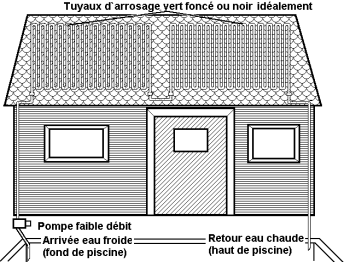 Tuyaux d`arrosage vert foncé ou noir idéalement
Pompe faible débit
Arrivée eau froide
(fond de piscine)
Retour eau chaude
(haut de piscine)